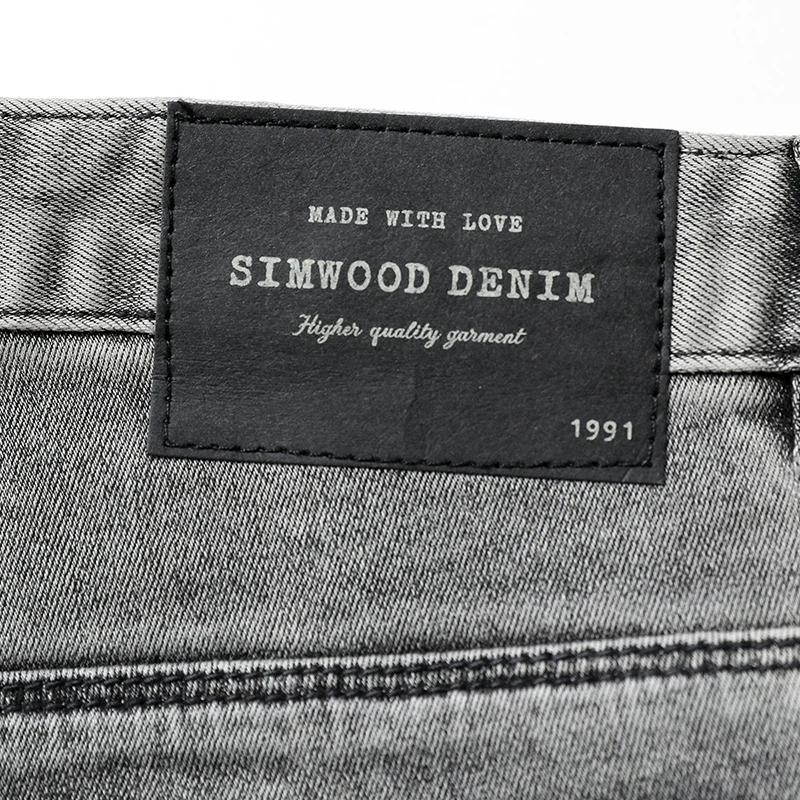 MADE WITH LOVE
SIMWOOD DENIM
Higher quality garment
1991